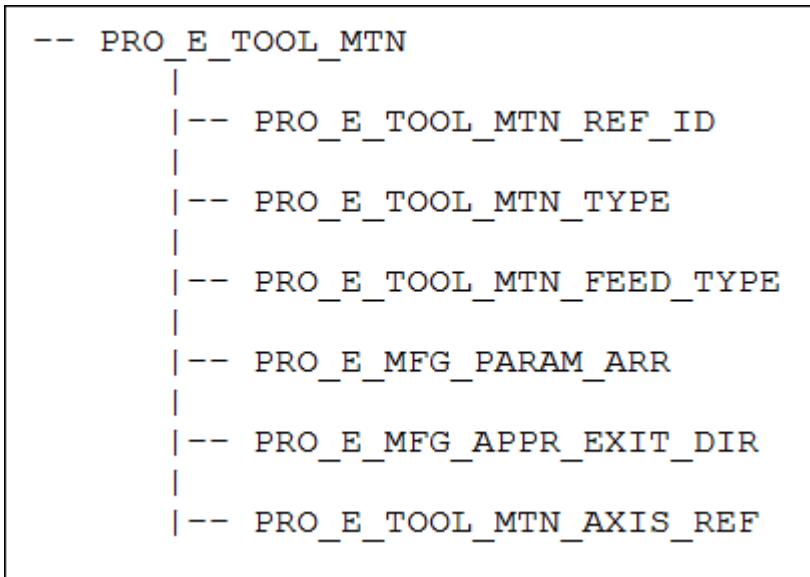 -- PRO_E_TOOL_MTN
|
|-- PRO_E_TOOL_MTN_REF_ID
|
|-- PRO_E_TOOL_MTN_TYPE
|
|-- PRO_E_TOOL_MTN_FEED_TYPE
|
|-- PRO_E_MFG_PARAM_ARR
|
|-- PRO_E_MFG_APPR_EXIT_DIR
|
|-- PRO_E_TOOL_MTN_AXIS_REF